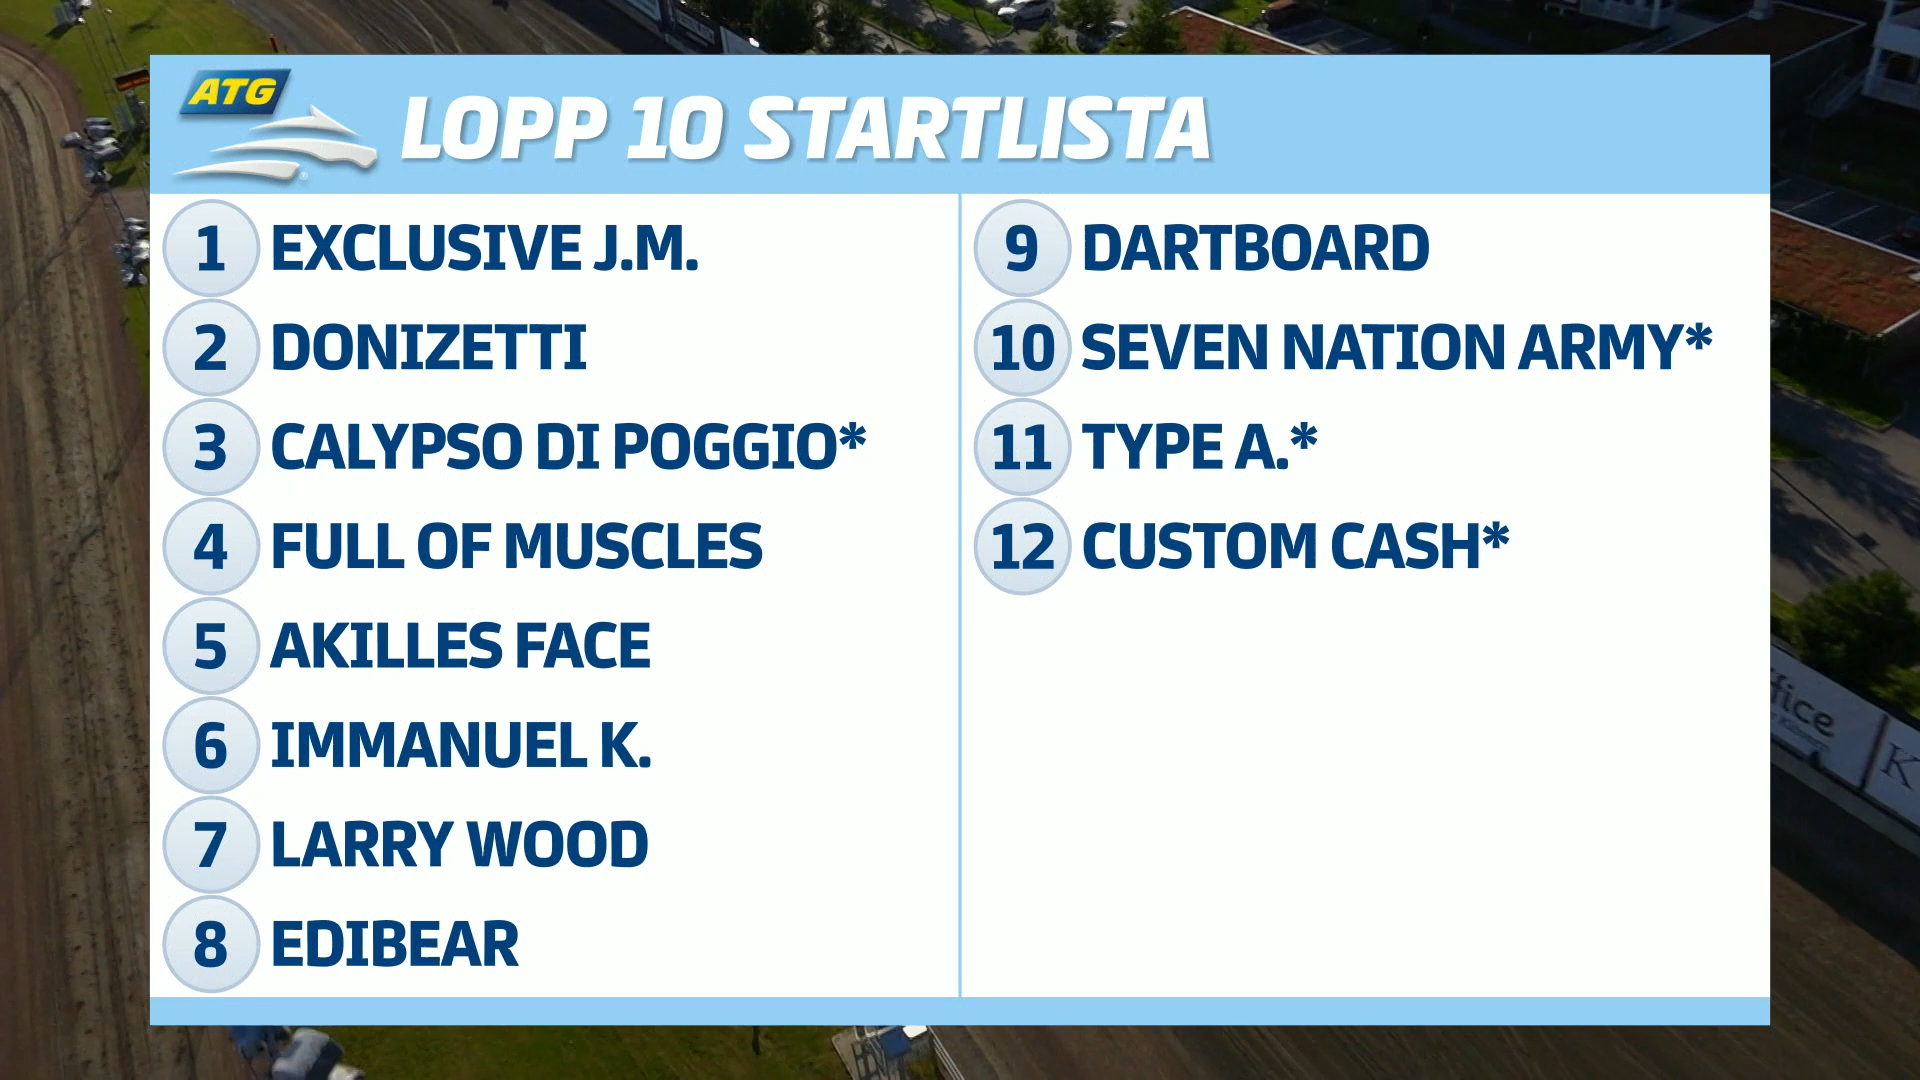 ATG
LOPP 10 STARTLISTA
1 EXCLUSIVE J.M.
2 DONIZETTI
3 CALYPSO DI POGGIO*
4 FULL OF MUSCLES
5 AKILLES FACE
6 IMMANUEL K.
7 LARRY WOOD
8 EDIBEAR
9 DARTBOARD
10 SEVEN NATION ARMY*
11 TYPE A.*
12 CUSTOM CASH*
ffice
K